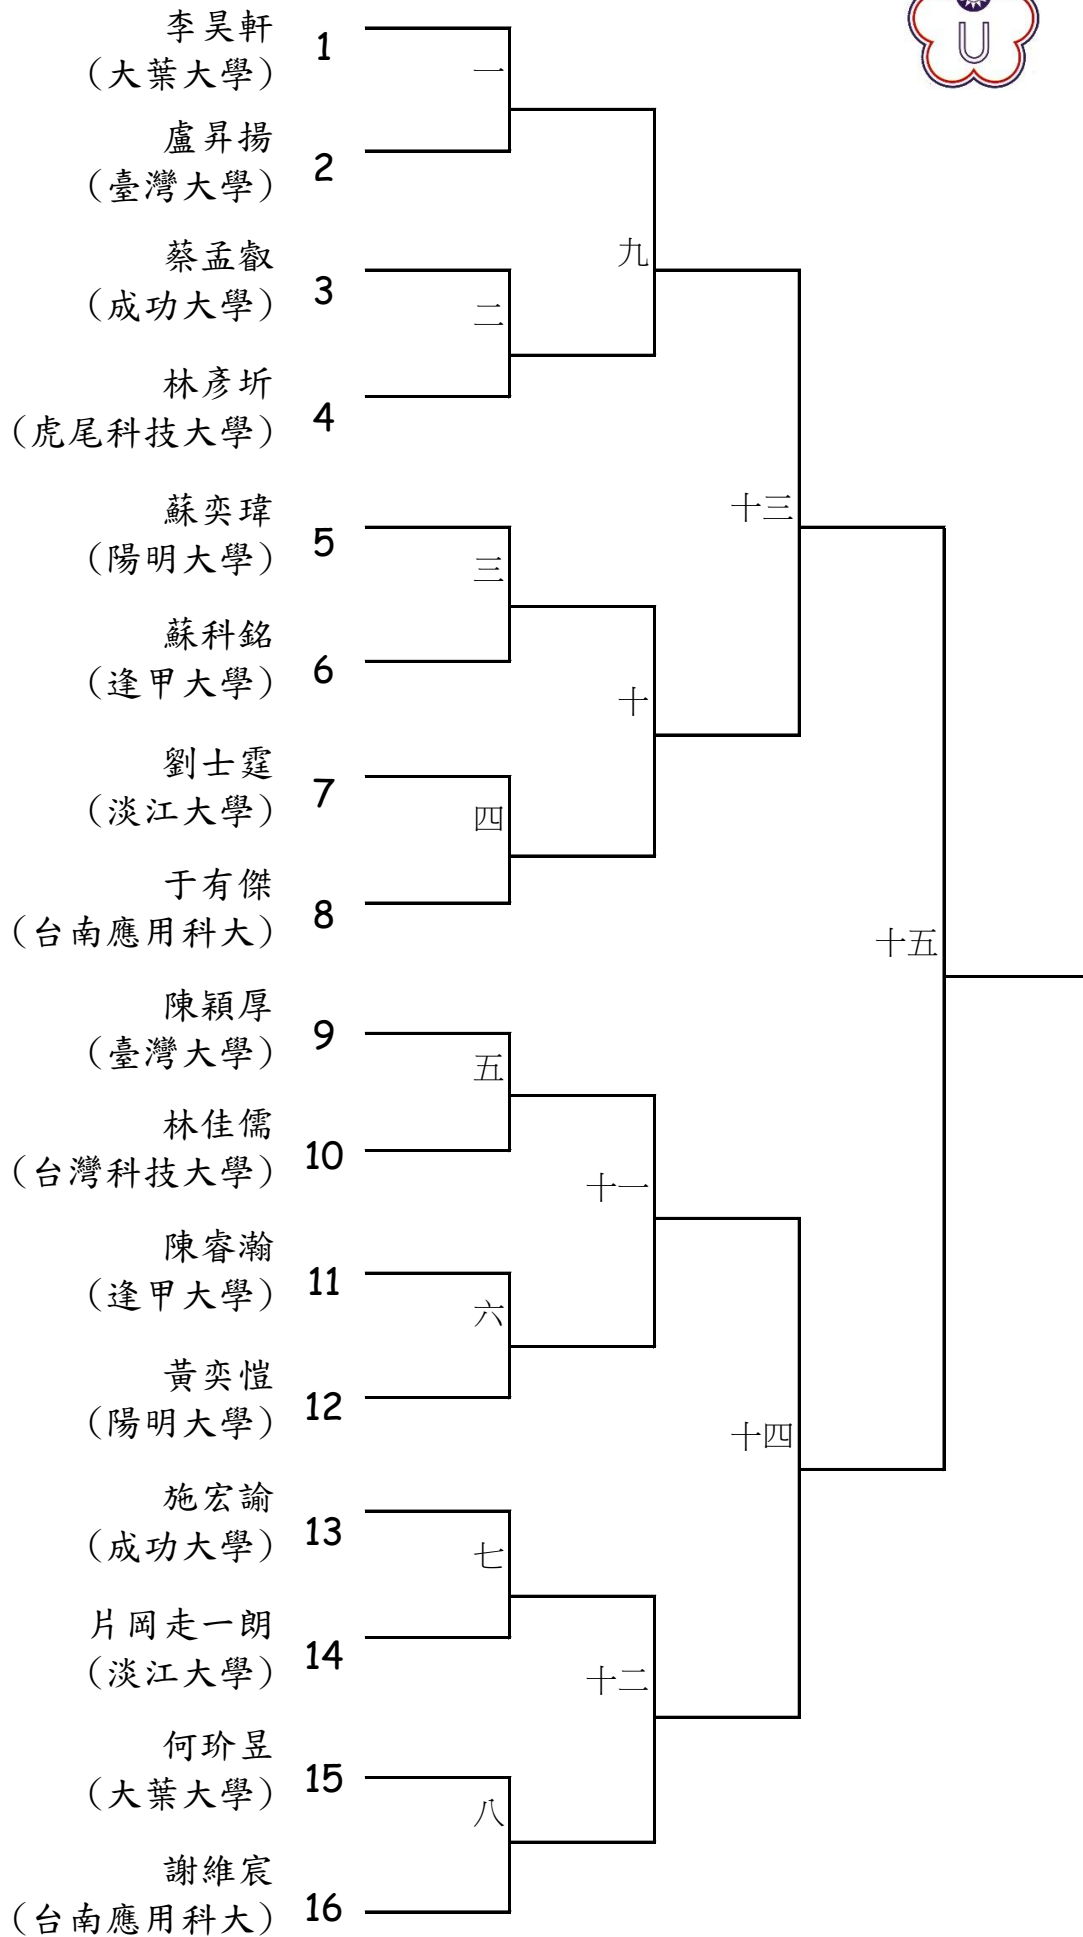 李昊軒
(大葉大學)
1
一
盧昇揚
(臺灣大學)
2
九
蔡孟叡
(成功大學)
3
二
林彥圻
(虎尾科技大學)
4
十三
蘇奕瑋
(陽明大學)
5
三
蘇科銘
(逢甲大學)
6
十
劉士霆
(淡江大學)
7
四
于有傑
(台南應用科大)
8
十五
陳穎厚
(臺灣大學)
9
五
林佳儒
(台灣科技大學)
10
十一
陳睿瀚
(逢甲大學)
11
六
黃奕愷
(陽明大學)
12
十四
施宏諭
(成功大學)
13
七
片岡走一朗
(淡江大學)
14
十二
何玠昱
(大葉大學)
15
八
謝維宸
(台南應用科大)
16
U